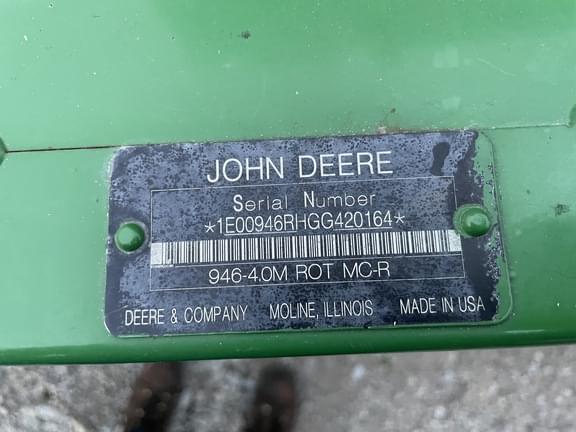 JOHN DEERE
Serial Number
*1E00946RHGG420164*
946-4.0M ROT MC-R
DEERE & COMPANY MOLINE, ILLINOIS MADE IN USA